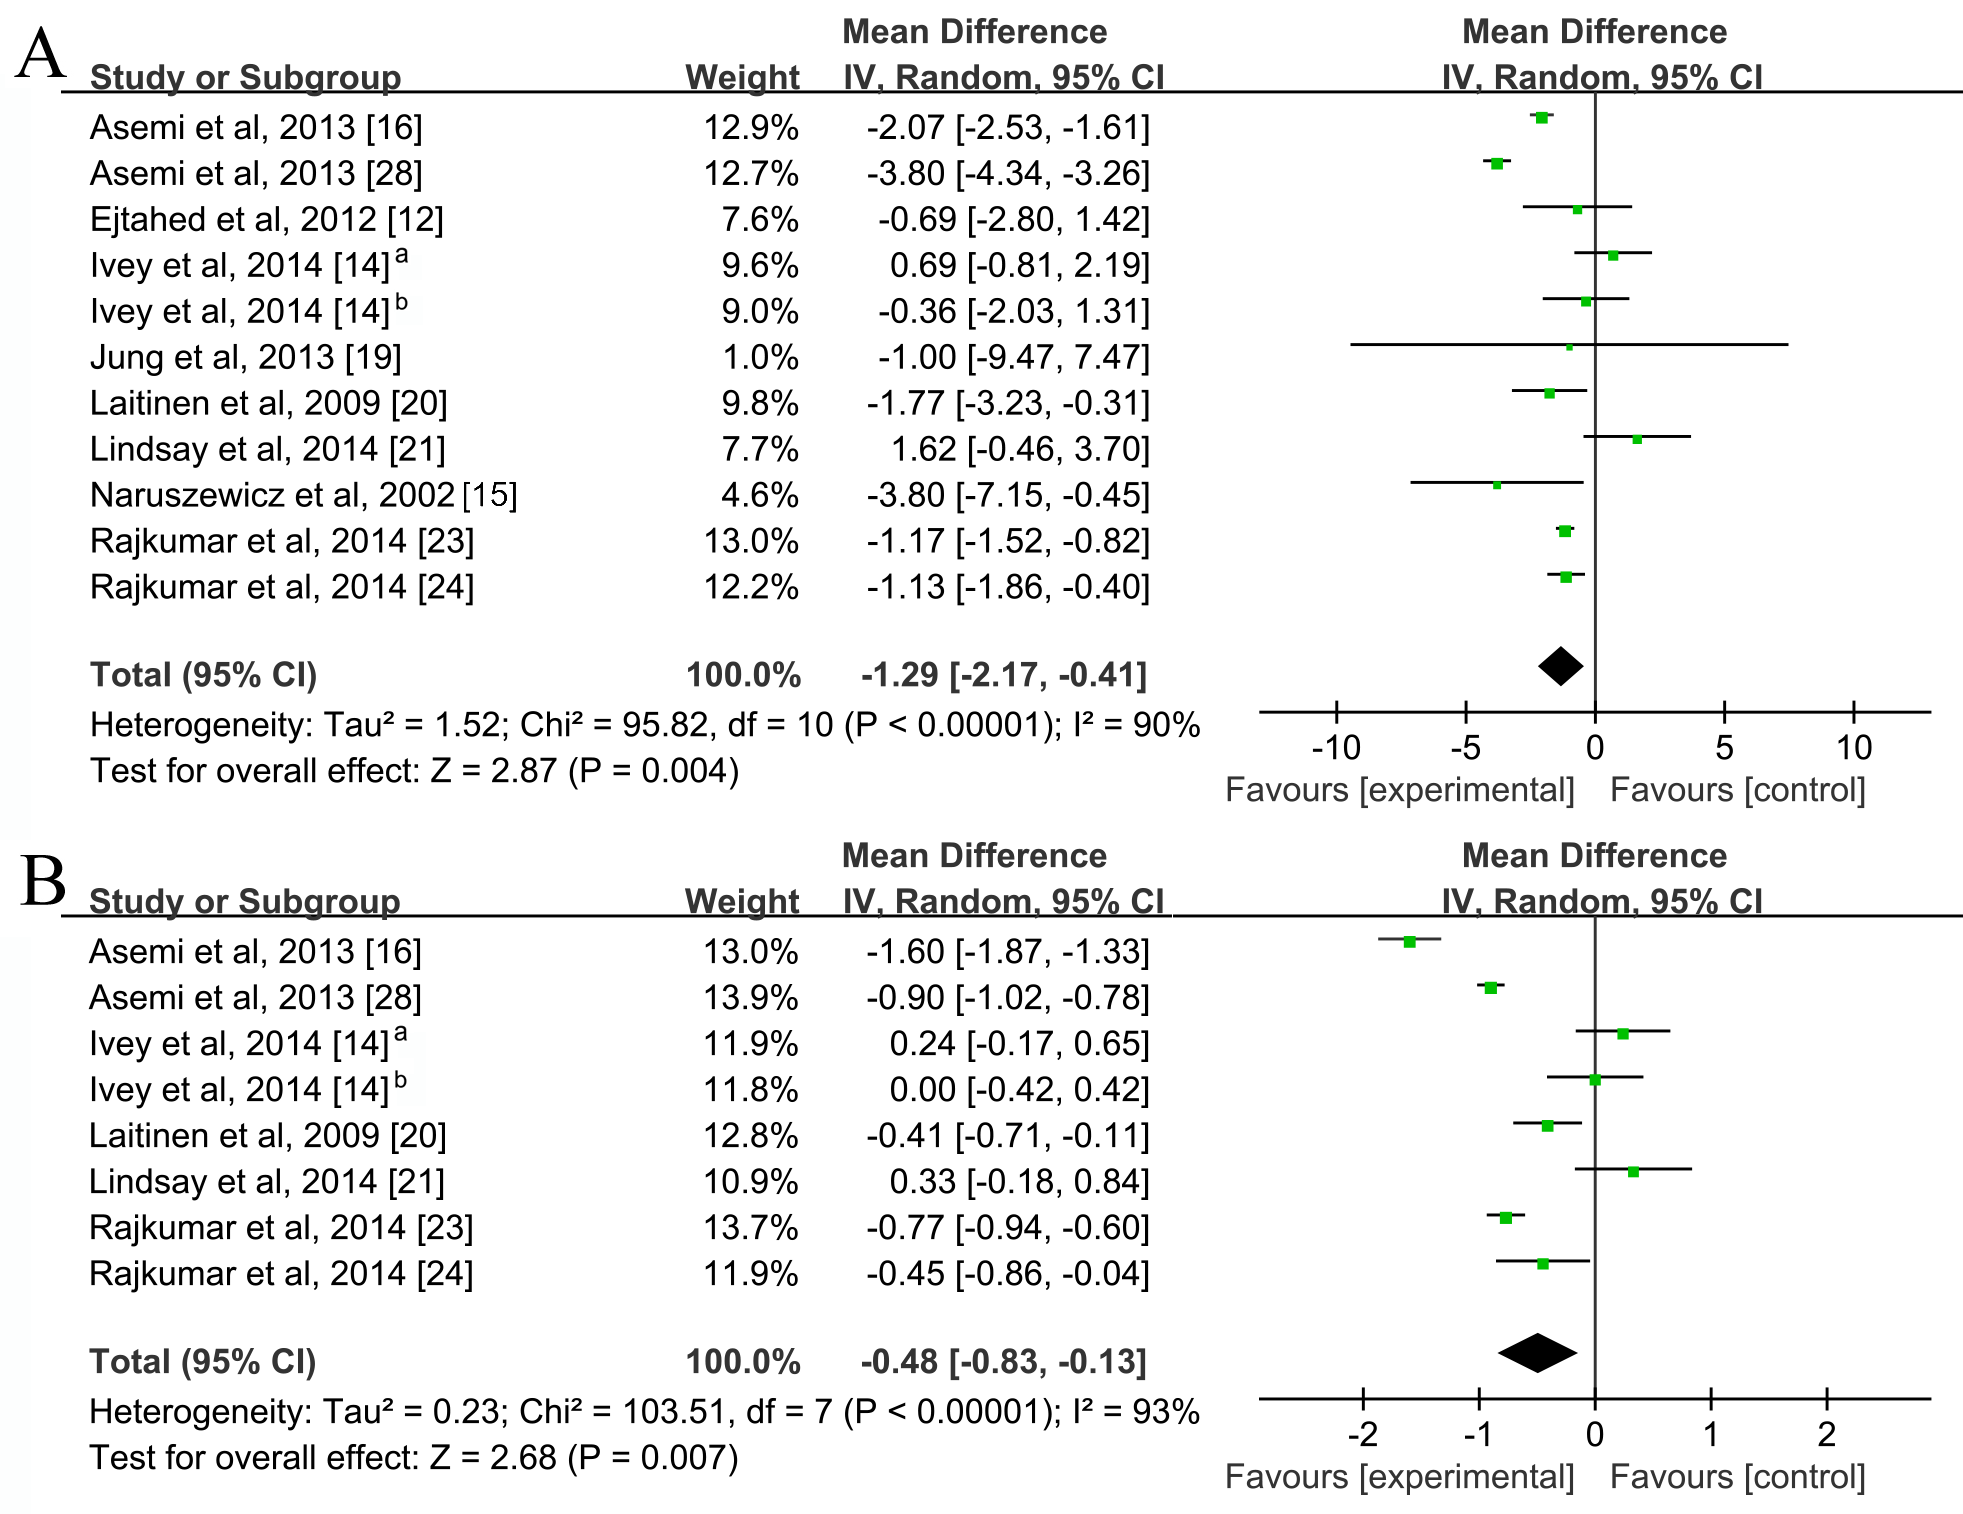 A
Mean Difference Mean Difference
Study or Subgroup Weight IV, Random, 95% CI IV, Random, 95% CI
Asemi et al, 2013 [16] 12.9% -2.07 [-2.53, -1.61]
Asemi et al, 2013 [28] 12.7% -3.80 [-4.34, -3.26]
Ejtahed et al, 2012 [12] 7.6% -0.69 [-2.80, 1.42]
Ivey et al, 2014 [14] a 9.6% 0.69 [-0.81, 2.19]
Ivey et al, 2014 [14] b 9.0% -0.36 [-2.03, 1.31]
Jung et al, 2013 [19] 1.0% -1.00 [-9.47, 7.47]
Laitinen et al, 2009 [20] 9.8% -1.77 [-3.23, -0.31]
Lindsay et al, 2014 [21] 7.7% 1.62 [-0.46, 3.70]
Naruszewicz et al, 2002 [15] 4.6% -3.80 [-7.15, -0.45]
Rajkumar et al, 2014 [23] 13.0% -1.17 [-1.52, -0.82]
Rajkumar et al, 2014 [24] 12.2% -1.13 [-1.86, -0.40]
Total (95% CI) 100.0% -1.29 [-2.17, -0.41]
Heterogeneity: Tau² = 1.52; Chi² = 95.82, df = 10 (P < 0.00001); I² = 90%
Test for overall effect: Z = 2.87 (P = 0.004)
-10 -5 0 5 10
Favours [experimental] Favours [control]
B
Mean Difference Mean Difference
Study or Subgroup Weight IV, Random, 95% CI IV, Random, 95% CI
Asemi et al, 2013 [16] 13.0% -1.60 [-1.87, -1.33]
Asemi et al, 2013 [28] 13.9% -0.90 [-1.02, -0.78]
Ivey et al, 2014 [14] a 11.9% 0.24 [-0.17, 0.65]
Ivey et al, 2014 [14] b 11.8% 0.00 [-0.42, 0.42]
Laitinen et al, 2009 [20] 12.8% -0.41 [-0.71, -0.11]
Lindsay et al, 2014 [21] 10.9% 0.33 [-0.18, 0.84]
Rajkumar et al, 2014 [23] 13.7% -0.77 [-0.94, -0.60]
Rajkumar et al, 2014 [24] 11.9% -0.45 [-0.86, -0.04]
Total (95% CI) 100.0% -0.48 [-0.83, -0.13]
Heterogeneity: Tau² = 0.23; Chi² = 103.51, df = 7 (P < 0.00001); I² = 93%
Test for overall effect: Z = 2.68 (P = 0.007)
-2 -1 0 1 2
Favours [experimental] Favours [control]